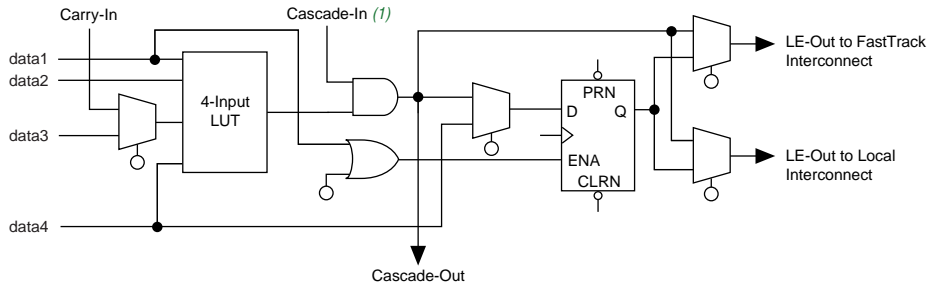 Carry-In
Cascade-In (1)
data1
data2
data3
data4
4-Input
LUT
PRN
D
Q
ENA
CLRN
LE-Out to FastTrack
Interconnect
LE-Out to Local
Interconnect
Cascade-Out